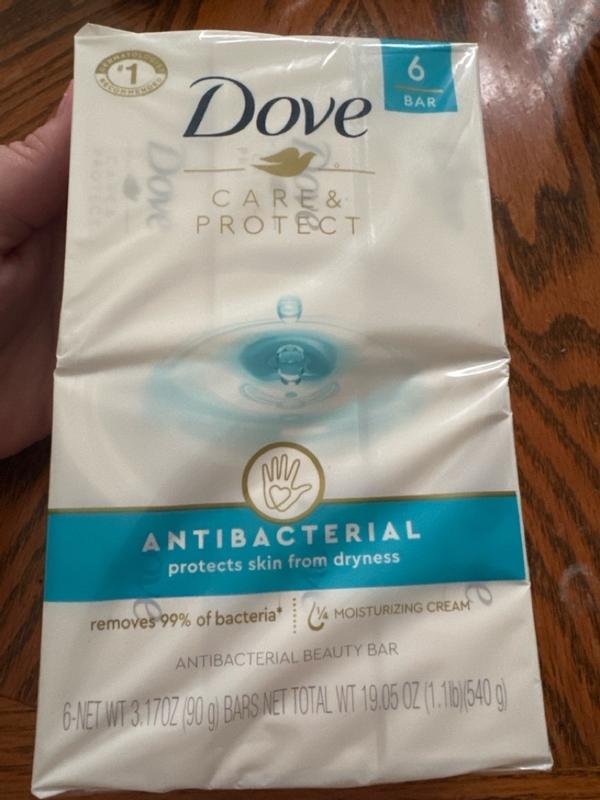 DERMATOLOGIST
#1
RECOMMENDED
6
BAR
Dove
CARE &
PROTECT
ANTIBACTERIAL
protects skin from dryness
removes 99% of bacteria*
1/4 MOISTURIZING CREAM
ANTIBACTERIAL BEAUTY BAR
6-NET WT 3.17OZ (90 g) BARS NET TOTAL WT 19.05 OZ (1.1lb)(540 g)